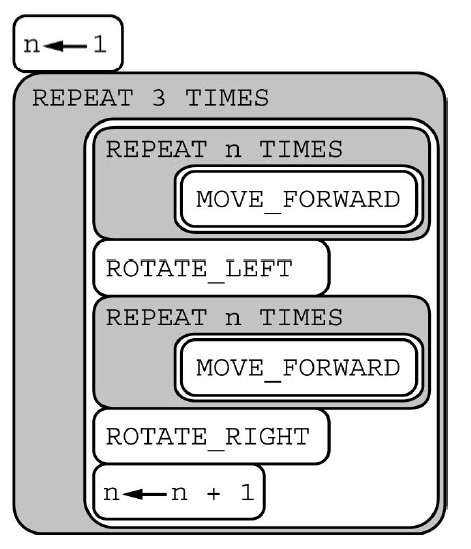 n ← 1
REPEAT 3 TIMES
REPEAT n TIMES
MOVE_FORWARD
ROTATE_LEFT
REPEAT n TIMES
MOVE_FORWARD
ROTATE_RIGHT
n ← n + 1